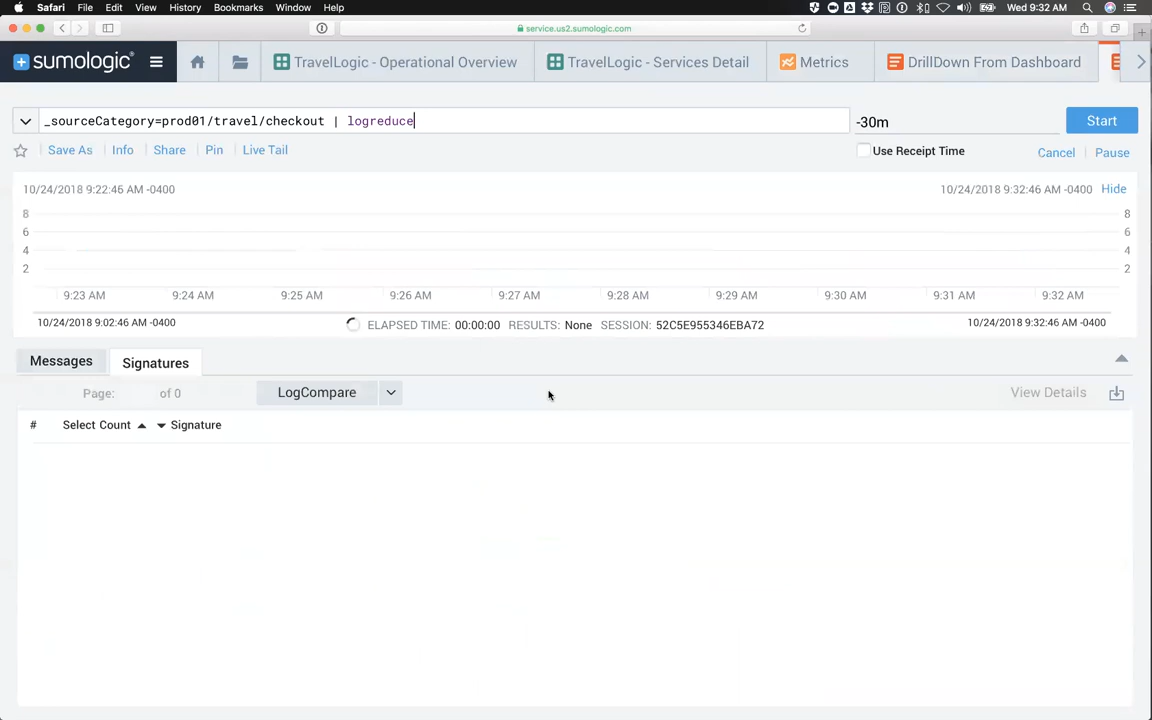 Safari File Edit View History Bookmarks Window Help Wed 9:32 AM
service.us2.sumologic.com
sumologic TravelLogic - Operational Overview TravelLogic - Services Detail Metrics DrillDown From Dashboard
_sourceCategory=prod01/travel/checkout | logreduce -30m Start
Save As Info Share Pin Live Tail Use Receipt Time Cancel Pause
10/24/2018 9:22:46 AM -0400 10/24/2018 9:32:46 AM -0400 Hide
8 8
6 6
4 4
2 2
9:23 AM 9:24 AM 9:25 AM 9:26 AM 9:27 AM 9:28 AM 9:29 AM 9:30 AM 9:31 AM 9:32 AM
10/24/2018 9:02:46 AM -0400 ELAPSED TIME: 00:00:00 RESULTS: None SESSION: 52C5E955346EBA72 10/24/2018 9:32:46 AM -0400
Messages Signatures
Page: of 0 LogCompare View Details
# Select Count Signature